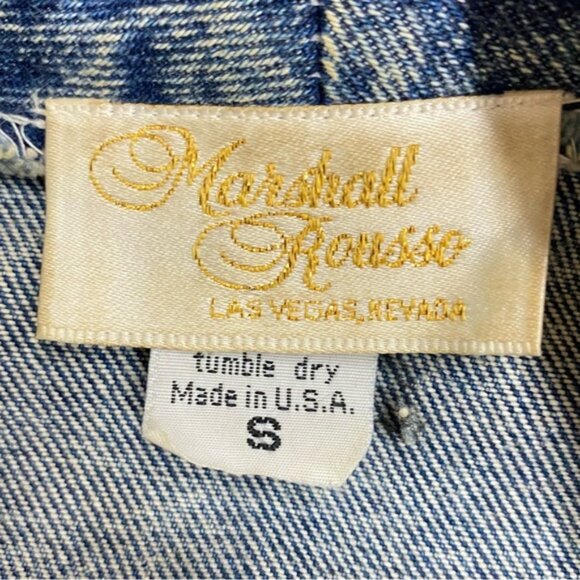 Marshall
Rousso
LAS VEGAS, NEVADA
tumble dry
Made in U.S.A.
S